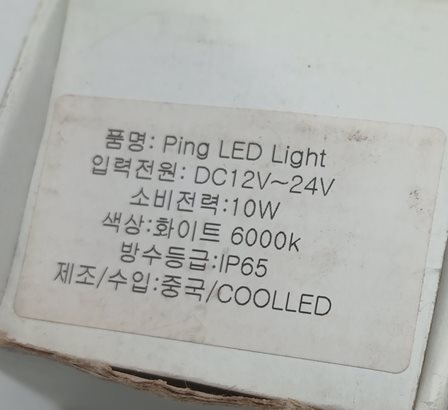 품명: Ping LED Light
입력전원: DC12V~24V
소비전력:10W
색상:화이트 6000k
방수등급:IP65
제조/수입:중국/COOLLED